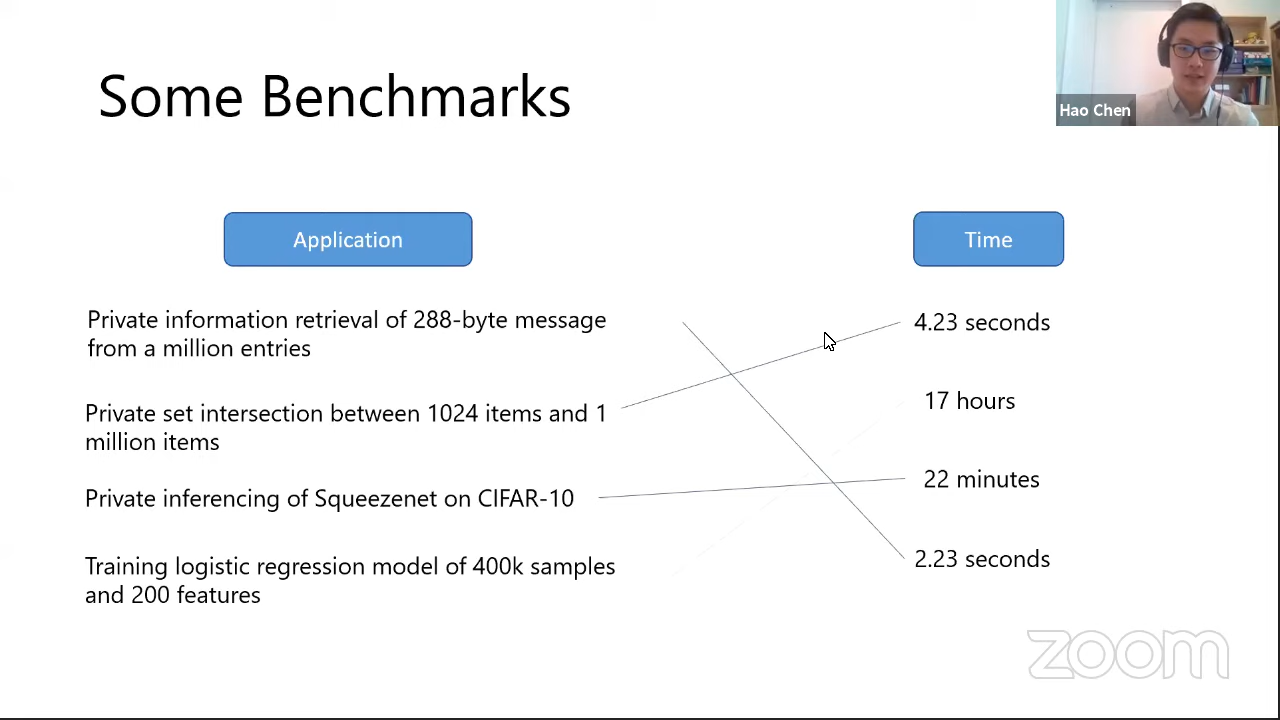 Some Benchmarks
Hao Chen
Application
Time
Private information retrieval of 288-byte message
from a million entries
4.23 seconds
Private set intersection between 1024 items and 1
million items
17 hours
Private inferencing of Squeezenet on CIFAR-10
22 minutes
Training logistic regression model of 400k samples
and 200 features
2.23 seconds
zoom